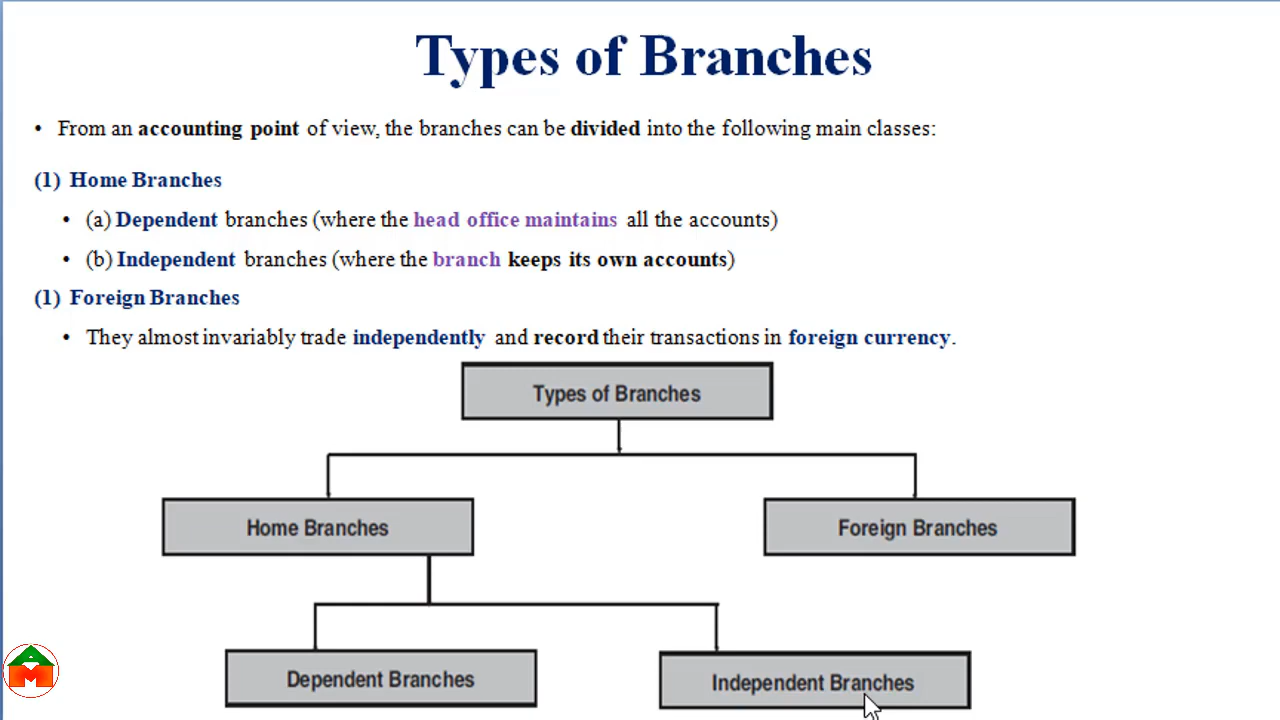 Types of Branches
• From an accounting point of view, the branches can be divided into the following main classes:
(1) Home Branches
• (a) Dependent branches (where the head office maintains all the accounts)
• (b) Independent branches (where the branch keeps its own accounts)
(1) Foreign Branches
• They almost invariably trade independently and record their transactions in foreign currency.
Types of Branches
Home Branches
Foreign Branches
Dependent Branches
Independent Branches